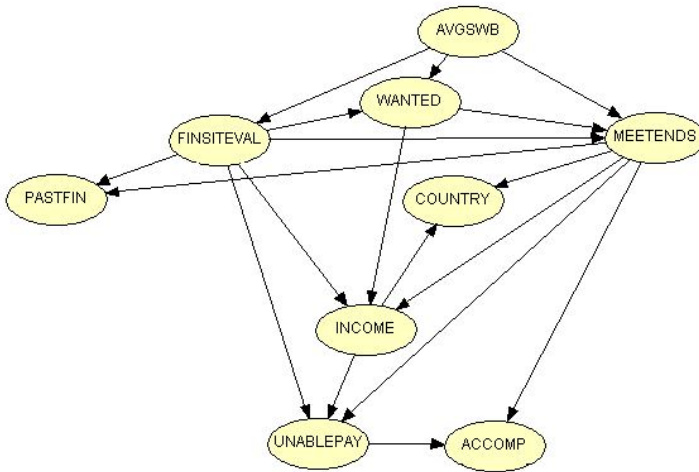 AVGSWB
WANTED
FINSITEVAL
MEETENDS
PASTFIN
COUNTRY
INCOME
UNABLEPAY
ACCOMP